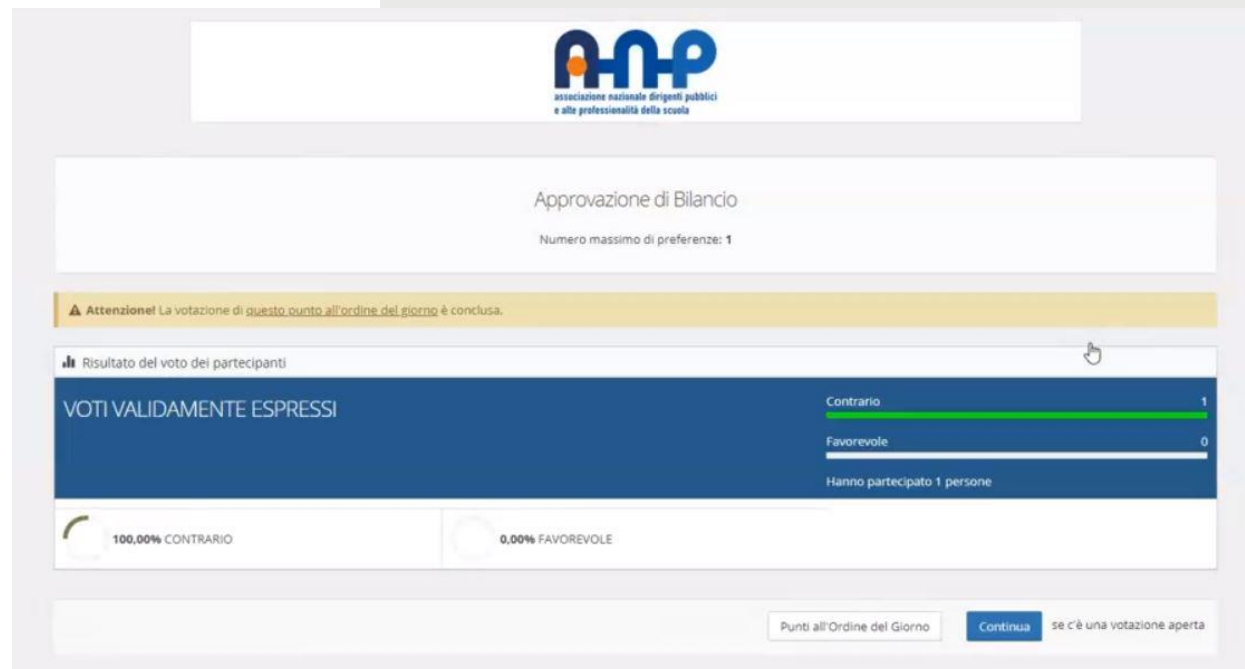 A-N-P
associazione nazionale dirigenti pubblici
e alte professionalità della scuola
Approvazione di Bilancio
Numero massimo di preferenze: 1
Attenzione! La votazione di questo punto all'ordine del giorno è conclusa.
Risultato del voto dei partecipanti
VOTI VALIDAMENTE ESPRESSI
Contrario 1
Favorevole 0
Hanno partecipato 1 persone
100,00% CONTRARIO
0,00% FAVOREVOLE
Punti all'Ordine del Giorno
Continua se c'è una votazione aperta